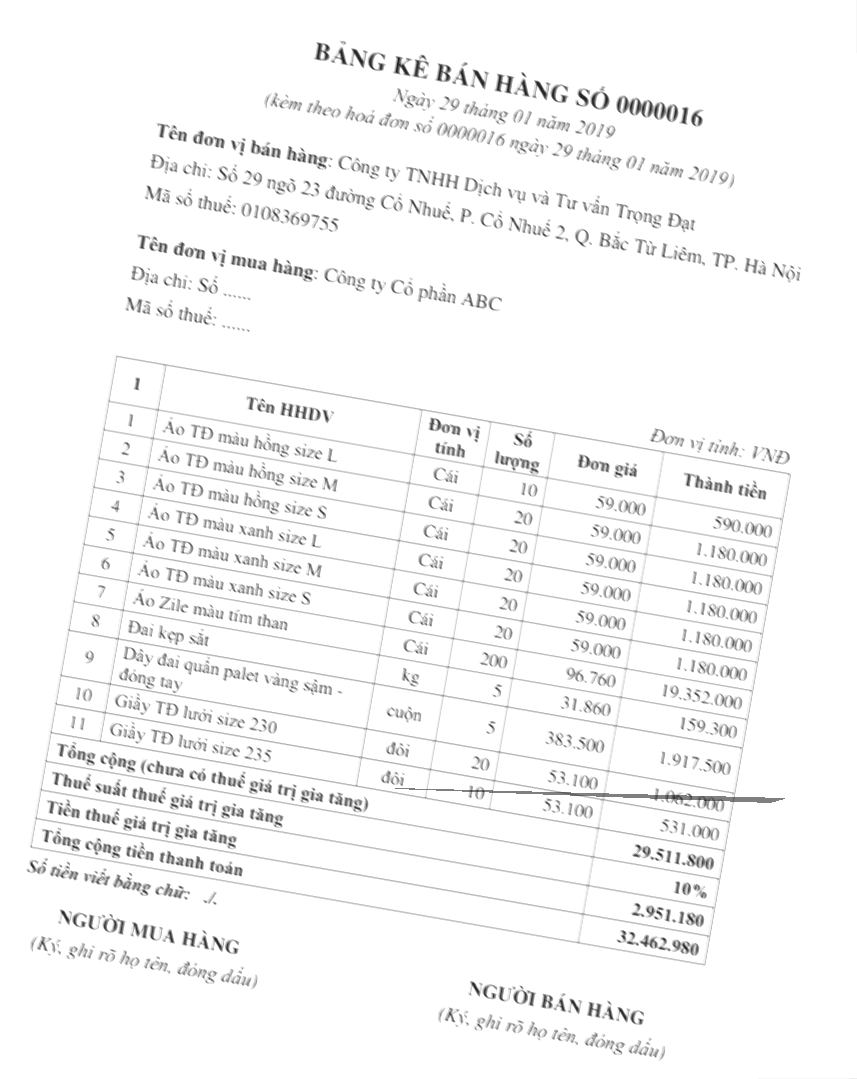 BẢNG KÊ BÁN HÀNG SỐ 0000016
Ngày 29 tháng 01 năm 2019
(kèm theo hoá đơn số 0000016 ngày 29 tháng 01 năm 2019)
Tên đơn vị bán hàng: Công ty TNHH Dịch vụ và Tư vấn Trọng Đạt
Địa chỉ: Số 29 ngõ 23 đường Cổ Nhuế, P. Cổ Nhuế 2, Q. Bắc Từ Liêm, TP. Hà Nội
Mã số thuế: 0108369755
Tên đơn vị mua hàng: Công ty Cổ phần ABC
Địa chỉ: Số ......
Mã số thuế: ......
Đơn vị tính: VNĐ
1 Tên HHDV Đơn vị tính Số lượng Đơn giá Thành tiền
1 Áo TĐ màu hồng size L Cái 10 59.000 590.000
2 Áo TĐ màu hồng size M Cái 20 59.000 1.180.000
3 Áo TĐ màu hồng size S Cái 20 59.000 1.180.000
4 Áo TĐ màu xanh size L Cái 20 59.000 1.180.000
5 Áo TĐ màu xanh size M Cái 20 59.000 1.180.000
6 Áo TĐ màu xanh size S Cái 20 59.000 1.180.000
7 Áo Zile màu tím than Cái 200 96.760 19.352.000
8 Đai kẹp sắt kg 5 31.860 159.300
9 Dây đai quấn palet vàng sậm - đóng tay cuộn 5 383.500 1.917.500
10 Giầy TĐ lưới size 230 đôi 20 53.100 1.062.000
11 Giầy TĐ lưới size 235 đôi 10 53.100 531.000
Tổng cộng (chưa có thuế giá trị gia tăng) 29.511.800
Thuế suất thuế giá trị gia tăng 10%
Tiền thuế giá trị gia tăng 2.951.180
Tổng cộng tiền thanh toán 32.462.980
Số tiền viết bằng chữ: ./.
NGƯỜI MUA HÀNG
(Ký, ghi rõ họ tên, đóng dấu)
NGƯỜI BÁN HÀNG
(Ký, ghi rõ họ tên, đóng dấu)